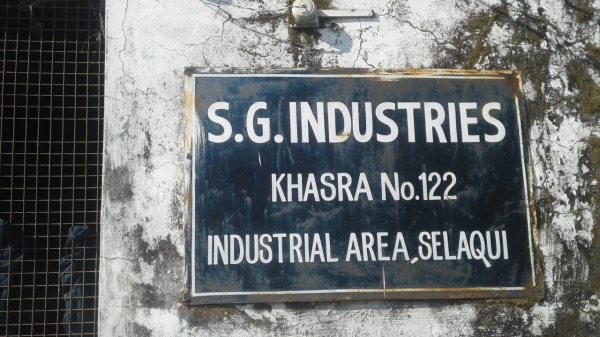 S.G. INDUSTRIES
KHASRA No.122
INDUSTRIAL AREA,SELAQUI